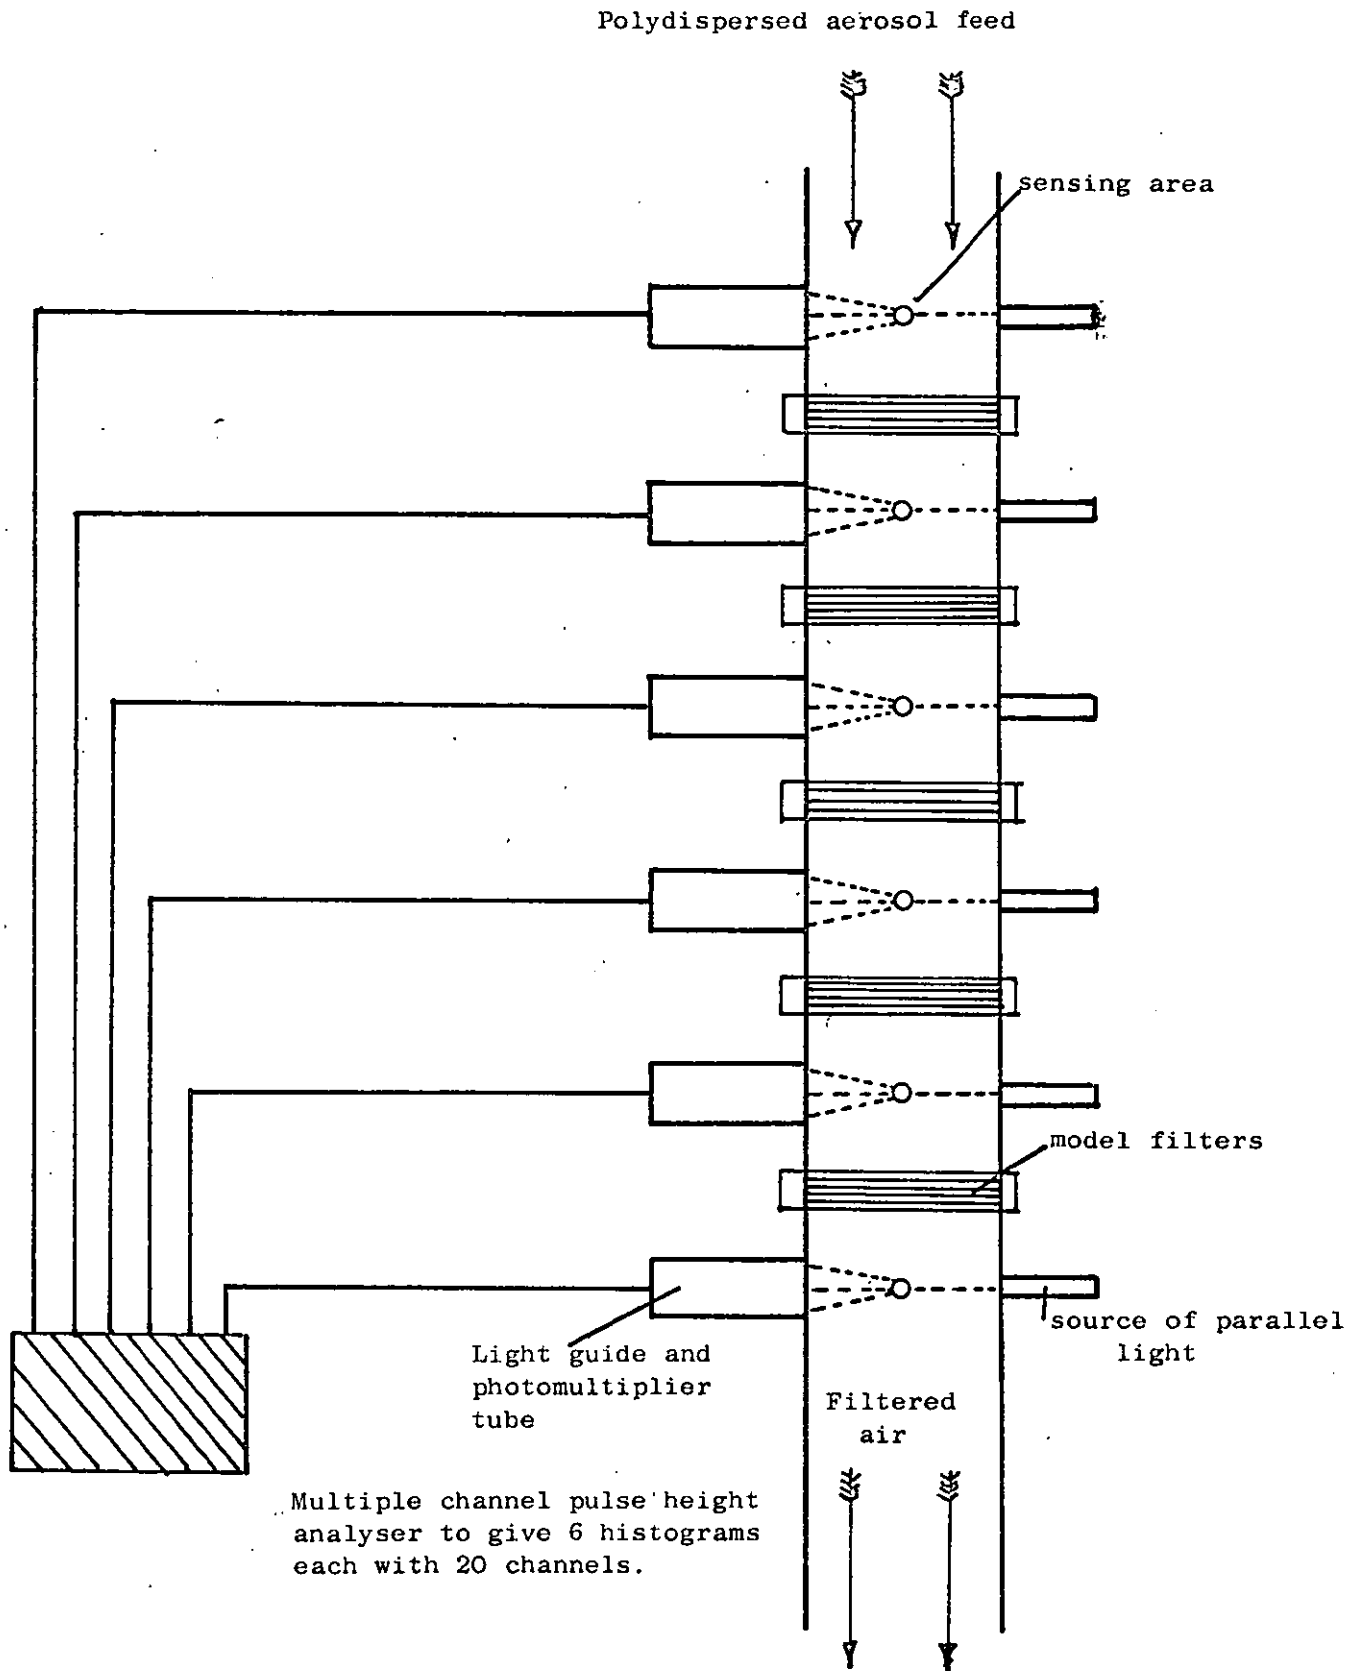 Polydispersed aerosol feed
sensing area
model filters
source of parallel
light
Light guide and
photomultiplier
tube
Filtered
air
Multiple channel pulse height
analyser to give 6 histograms
each with 20 channels.